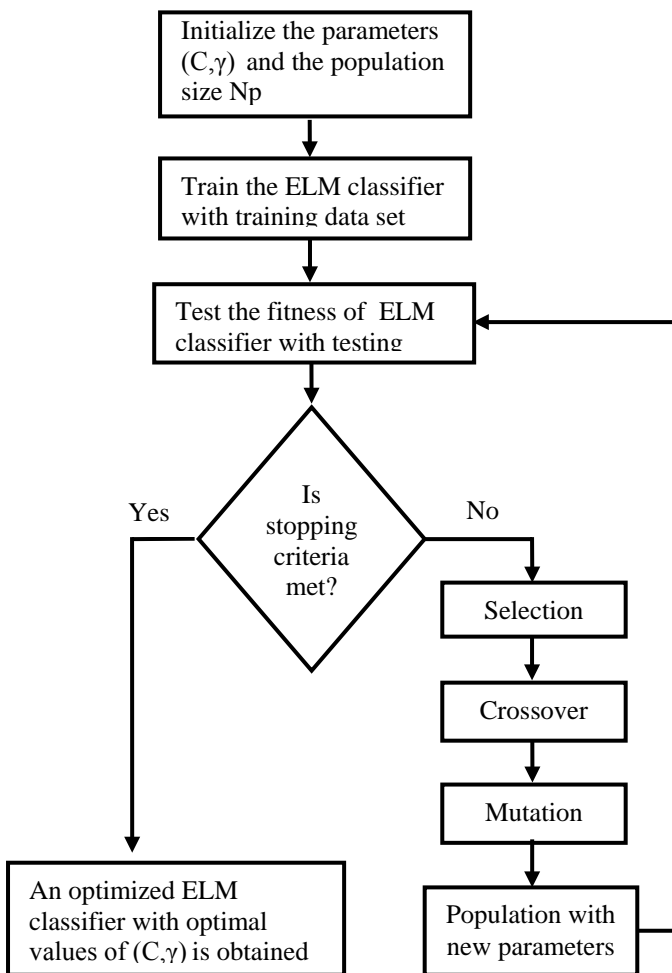 Initialize the parameters
(C,γ) and the population
size Np
Train the ELM classifier
with training data set
Test the fitness of ELM
classifier with testing
Is
stopping
criteria
met?
Yes
No
Selection
Crossover
Mutation
Population with
new parameters
An optimized ELM
classifier with optimal
values of (C,γ) is obtained